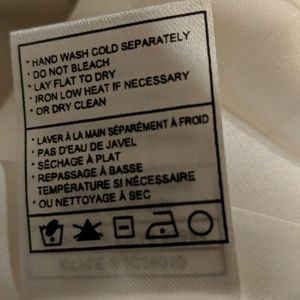 * HAND WASH COLD SEPARATELY
* DO NOT BLEACH
* LAY FLAT TO DRY
* IRON LOW HEAT IF NECESSARY
* OR DRY CLEAN
* LAVER À LA MAIN SÉPARÉMENT À FROID
* PAS D'EAU DE JAVEL
* SÉCHAGE À PLAT
* REPASSAGE À BASSE
TEMPÉRATURE SI NÉCESSAIRE
* OU NETTOYAGE À SEC